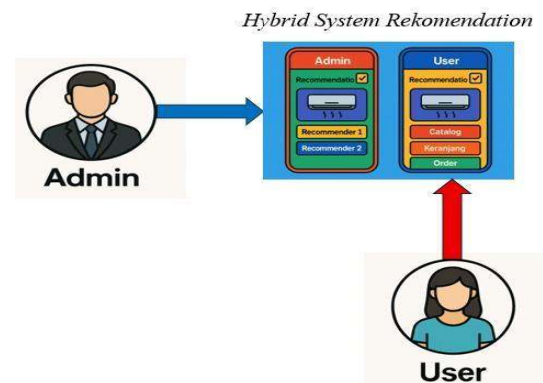 Hybrid System Rekomendation
Admin
Recommendatio
Recommender 1
Recommender 2
User
Recommendatio
Catalog
Keranjang
Order
Admin
User